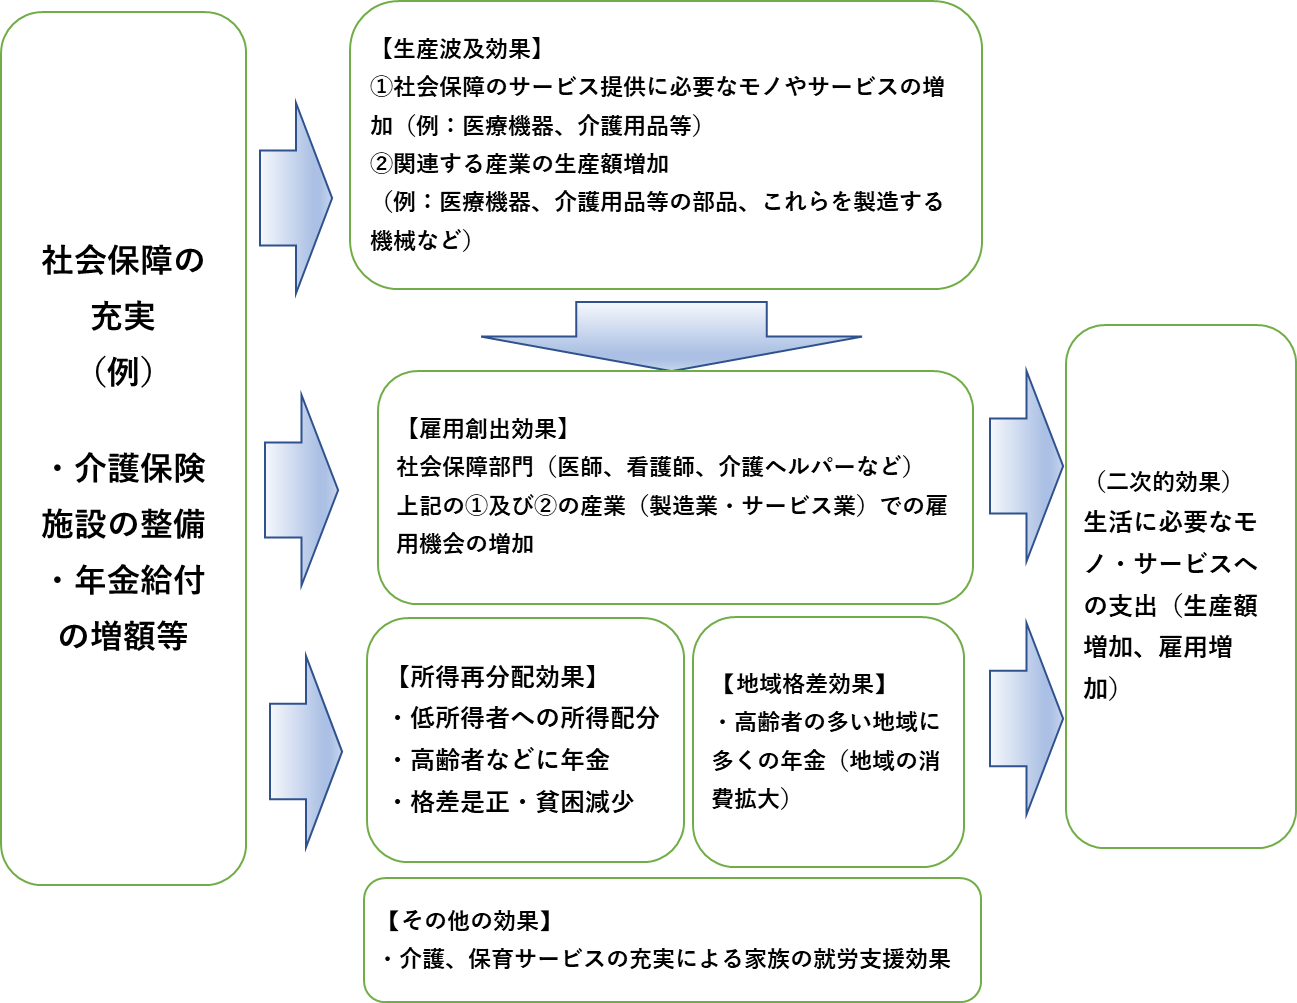 社会保障の
充実
（例）
・介護保険
施設の整備
・年金給付
の増額等
【生産波及効果】
①社会保障のサービス提供に必要なモノやサービスの増
加（例：医療機器、介護用品等）
②関連する産業の生産額増加
（例：医療機器、介護用品等の部品、これらを製造する
機械など）
【雇用創出効果】
社会保障部門（医師、看護師、介護ヘルパーなど）
上記の①及び②の産業（製造業・サービス業）での雇
用機会の増加
【所得再分配効果】
・低所得者への所得配分
・高齢者などに年金
・格差是正・貧困減少
【地域格差効果】
・高齢者の多い地域に
多くの年金（地域の消
費拡大）
【その他の効果】
・介護、保育サービスの充実による家族の就労支援効果
（二次的効果）
生活に必要なモ
ノ・サービスへ
の支出（生産額
増加、雇用増
加）